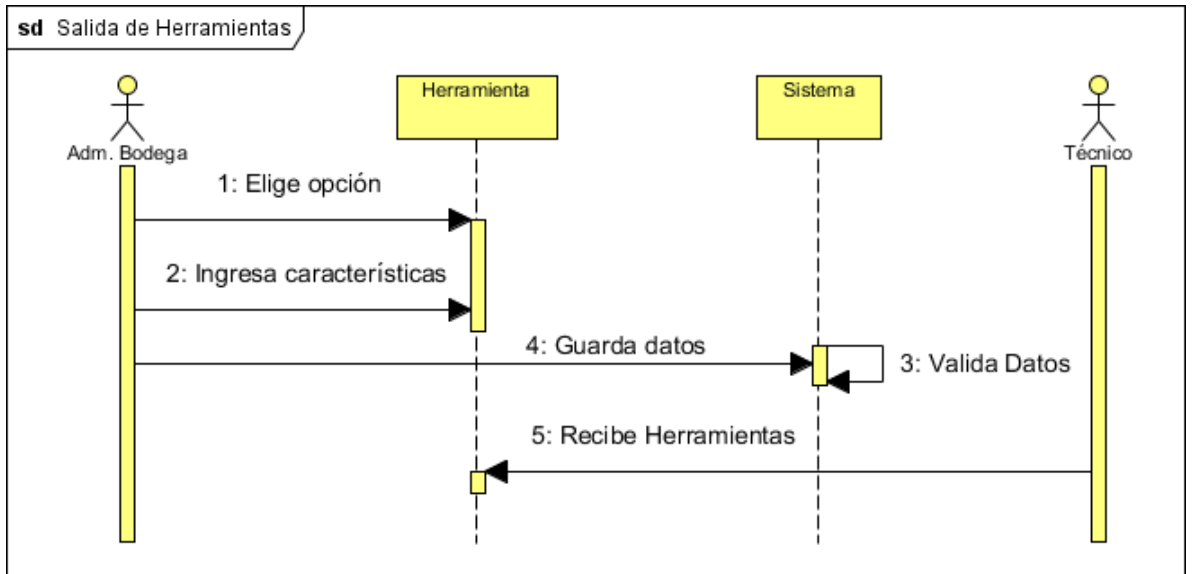 sd Salida de Herramientas
Herramienta
Sistema
Adm. Bodega
Técnico
1: Elige opción
2: Ingresa característificas
4: Guarda datos
3: Valida Datos
5: Recibe Herramientas